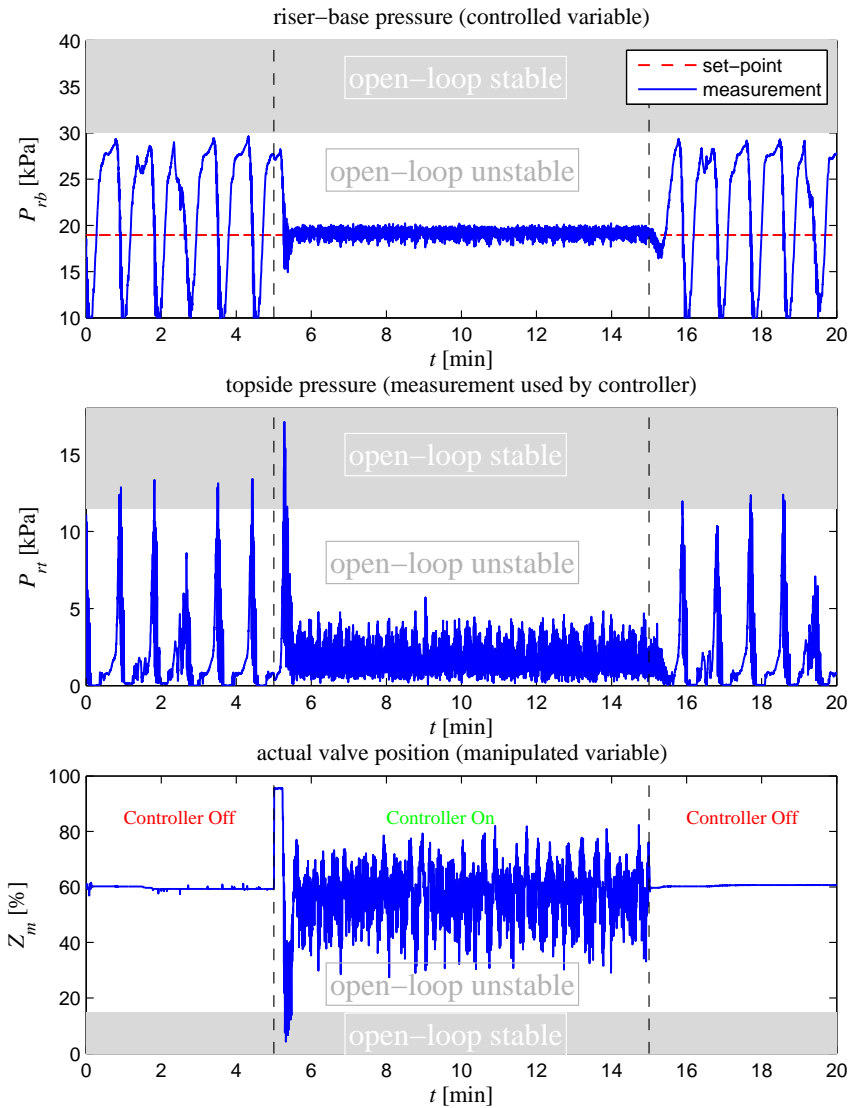 riser−base pressure (controlled variable)
40
35
30
25
20
15
10
P_rb [kPa]
open−loop stable
open−loop unstable
set−point
measurement
0 2 4 6 8 10 12 14 16 18 20
t [min]
topside pressure (measurement used by controller)
15
10
5
0
P_rt [kPa]
open−loop stable
open−loop unstable
0 2 4 6 8 10 12 14 16 18 20
t [min]
actual valve position (manipulated variable)
100
80
60
40
20
0
Z_m [%]
Controller Off Controller On Controller Off
open−loop unstable
open−loop stable
0 2 4 6 8 10 12 14 16 18 20
t [min]